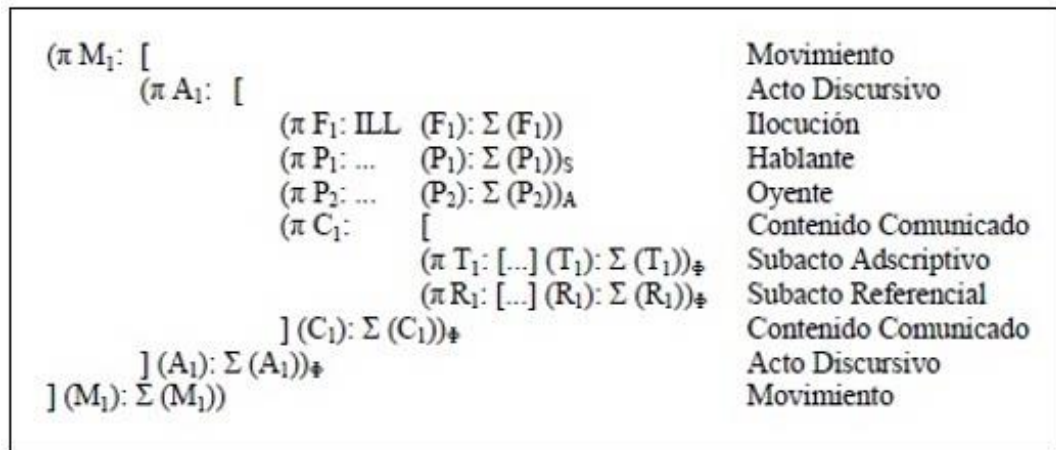 (π M₁: [ Movimiento
(π A₁: [ Acto Discursivo
(π F₁: ILL (F₁): Σ (F₁)) Ilocución
(π P₁: ... (P₁): Σ (P₁))S Hablante
(π P₂: ... (P₂): Σ (P₂))A Oyente
(π C₁: [ Contenido Comunicado
(π T₁: [...] (T₁): Σ (T₁))Φ Subacto Adscriptivo
(π R₁: [...] (R₁): Σ (R₁))Φ Subacto Referencial
] (C₁): Σ (C₁))Φ Contenido Comunicado
] (A₁): Σ (A₁))Φ Acto Discursivo
] (M₁): Σ (M₁)) Movimiento